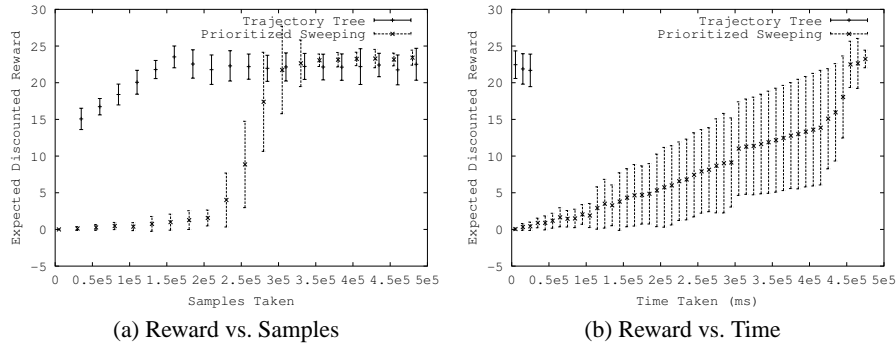 Trajectory Tree
Prioritized Sweeping
30
25
20
15
10
5
0
-5
Expected Discounted Reward
0 0.5e5 1e5 1.5e5 2e5 2.5e5 3e5 3.5e5 4e5 4.5e5 5e5
Samples Taken
(a) Reward vs. Samples
Trajectory Tree
Prioritized Sweeping
30
25
20
15
10
5
0
-5
Expected Discounted Reward
0 0.5e5 1e5 1.5e5 2e5 2.5e5 3e5 3.5e5 4e5 4.5e5 5e5
Time Taken (ms)
(b) Reward vs. Time